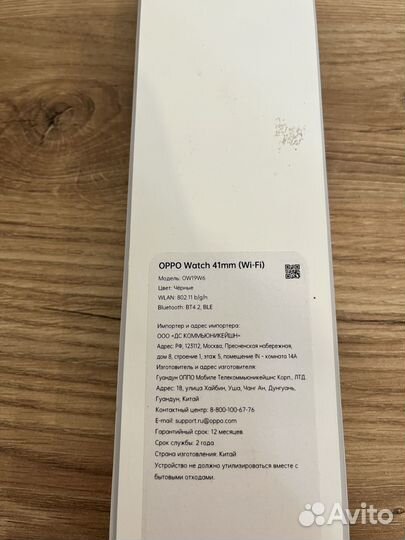 OPPO Watch 41mm (Wi-Fi)
Модель: OW19W6
Цвет: Чёрные
WLAN: 802.11 b/g/n
Bluetooth: BT4.2, BLE
Импортер и адрес импортера:
ООО «ДС КОММЬЮНИКЕЙШН»
Адрес: РФ, 123112, Москва, Пресненская набережная,
дом 8, строение 1, этаж 5, помещение IN - комната 14А
Изготовитель и адрес изготовителя:
Гуандун ОППО Мобиле Телекоммюникейшнс Корп., ЛТД.
Адрес: 18, улица Хайбин, Уша, Чанг Ан, Дунгуань,
Гуандун, Китай
Контактный центр: 8-800-100-67-76
E-mail: support.ru@oppo.com
Гарантийный срок: 12 месяцев.
Срок службы: 2 года
Страна изготовления: Китай
Устройство не должно утилизироваться вместе с
бытовыми отходами.
Avito